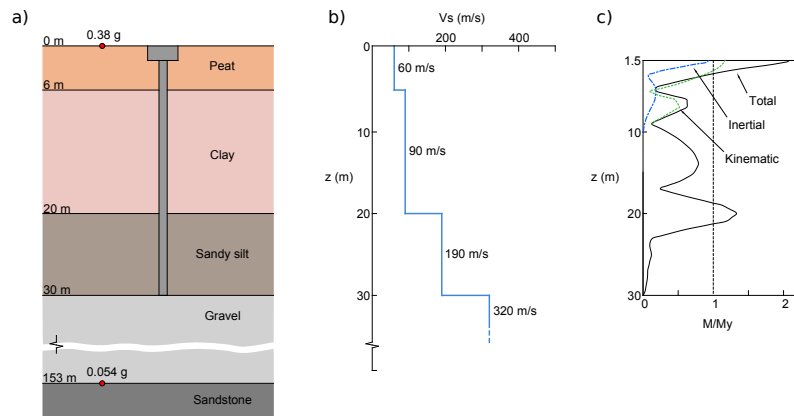 a)
0 m
0.38 g
Peat
6 m
Clay
20 m
Sandy silt
30 m
Gravel
153 m
0.054 g
Sandstone
b)
Vs (m/s)
200
400
0
60 m/s
10
90 m/s
z (m)
20
190 m/s
30
320 m/s
c)
1.5
Total
Inertial
10
Kinematic
z (m)
20
30
0
1
2
M/My